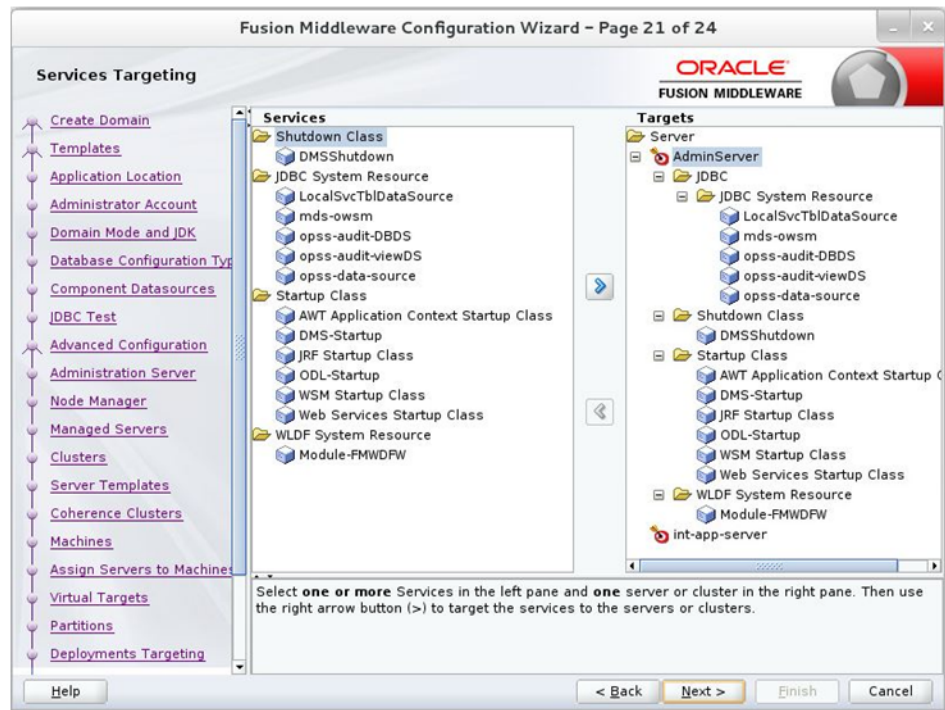 Fusion Middleware Configuration Wizard – Page 21 of 24
Services Targeting
ORACLE
FUSION MIDDLEWARE
Create Domain
Templates
Application Location
Administrator Account
Domain Mode and JDK
Database Configuration Typ
Component Datasources
JDBC Test
Advanced Configuration
Administration Server
Node Manager
Managed Servers
Clusters
Server Templates
Coherence Clusters
Machines
Assign Servers to Machines
Virtual Targets
Partitions
Deployments Targeting
Services
Shutdown Class
DMSShutdown
JDBC System Resource
LocalSvcTblDataSource
mds-owsm
opss-audit-DBDS
opss-audit-viewDS
opss-data-source
Startup Class
AWT Application Context Startup Class
DMS-Startup
JRF Startup Class
ODL-Startup
WSM Startup Class
Web Services Startup Class
WLDF System Resource
Module-FMWDFW
Targets
Server
AdminServer
JDBC
JDBC System Resource
LocalSvcTblDataSource
mds-owsm
opss-audit-DBDS
opss-audit-viewDS
opss-data-source
Shutdown Class
DMSShutdown
Startup Class
AWT Application Context Startup
DMS-Startup
JRF Startup Class
ODL-Startup
WSM Startup Class
Web Services Startup Class
WLDF System Resource
Module-FMWDFW
int-app-server
Select one or more Services in the left pane and one server or cluster in the right pane. Then use
the right arrow button (>) to target the services to the servers or clusters.
Help
< Back
Next >
Finish
Cancel